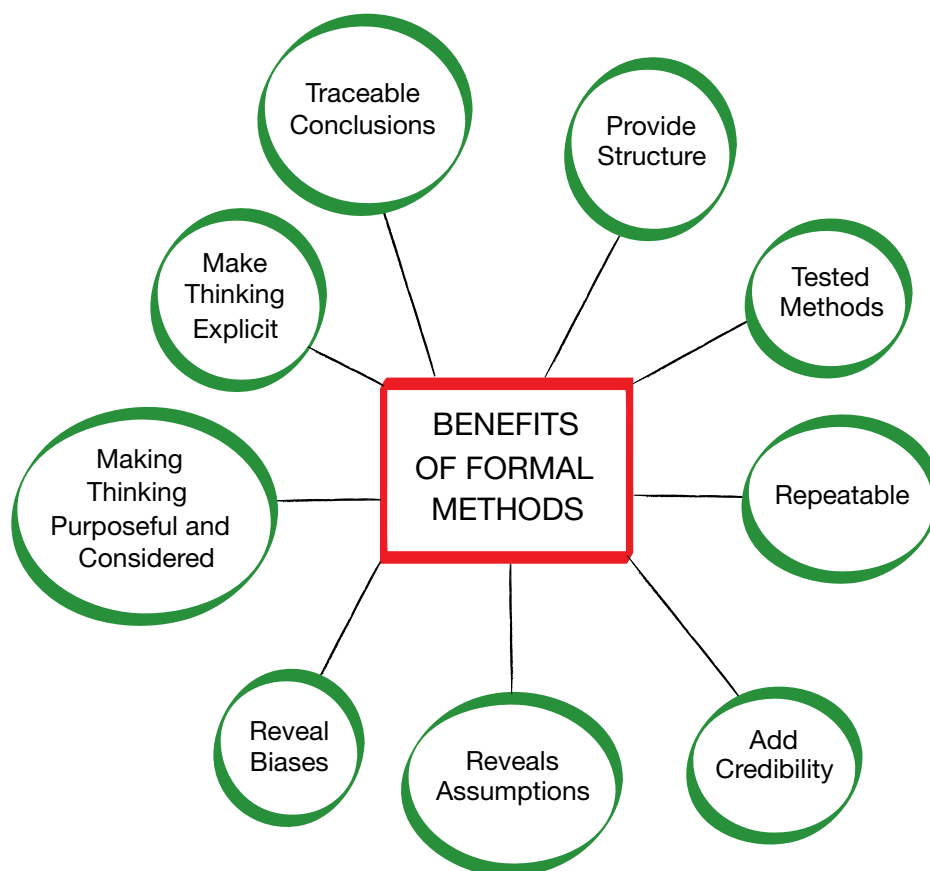 Traceable
Conclusions
Provide
Structure
Make
Thinking
Explicit
Tested
Methods
BENEFITS
OF FORMAL
METHODS
Making
Thinking
Purposeful and
Considered
Repeatable
Reveal
Biases
Reveals
Assumptions
Add
Credibility